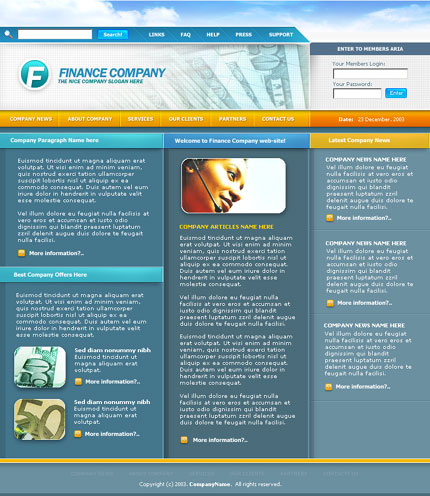 Search!
LINKS FAQ HELP PRESS SUPPORT
ENTER TO MEMBERS ARIA
Your Members Login:
Your Password:
Enter
F
FINANCE COMPANY
THE NICE COMPANY SLOGAN HERE
COMPANY NEWS ABOUT COMPANY SERVICES OUR CLIENTS PARTNERS CONTACT US
Date: 23 December, 2003
Company Paragraph Name here
Euismod tincidunt ut magna aliquam erat
volutpat. Ut wisi enim ad minim veniam,
quis nostrud exerci tation ullamcorper
suscipit lobortis nisl ut aliquip ex ea
commodo consequat. Duis autem vel eum
iriure dolor in hendrerit in vulputate velit
esse molestie consequat.
Vel illum dolore eu feugiat nulla facilisis
at vero eros et accumsan et iusto odio
dignissim qui blandit praesent luptatum
zzril delenit augue duis dolore te feugait
nulla facilisi.
More information?..
Best Company Offers Here
Euismod tincidunt ut magna aliquam erat
volutpat. Ut wisi enim ad minim veniam,
quis nostrud exerci tation ullamcorper
suscipit lobortis nisl ut aliquip ex ea
commodo consequat. Duis autem vel eum
iriure dolor in hendrerit in vulputate velit
esse molestie consequat.
Sed diam nonummy nibh
Euismod tincidunt ut
magna aliquam erat
volutpat.
More information?..
50
Sed diam nonummy nibh
Euismod tincidunt ut
magna aliquam erat
volutpat.
More information?..
Welcome to Finance Company web-site!
COMPANY ARTICLES NAME HERE
Euismod tincidunt ut magna aliquam erat
volutpat. Ut wisi enim ad minim veniam,
quis nostrud exerci tation
ullamcorper suscipit lobortis nisl ut
aliquip ex ea commodo consequat.
Duis autem vel eum iriure dolor in
hendrerit in vulputate velit esse
molestie consequat.
Vel illum dolore eu feugiat nulla
facilisis at vero eros et accumsan et
iusto odio dignissim qui blandit
praesent luptatum zzril delenit augue
duis dolore te feugait nulla facilisi.
Euismod tincidunt ut magna aliquam
erat volutpat. Ut wisi enim ad minim
veniam, quis nostrud exerci tation
ullamcorper suscipit lobortis nisl ut
aliquip ex ea commodo consequat.
Duis autem vel eum iriure dolor in
hendrerit in vulputate velit esse
molestie consequat.
Vel illum dolore eu feugiat nulla
facilisis at vero eros et accumsan et
iusto odio dignissim qui blandit
praesent luptatum zzril delenit augue
duis dolore te feugait nulla facilisi.
More information?..
Latest Company News
COMPANY NEWS NAME HERE
Vel illum dolore eu feugiat
nulla facilisis at vero eros et
accumsan et iusto odio
dignissim qui blandit
praesent luptatum zzril
delenit augue duis dolore te
feugait nulla facilisi.
More information?..
COMPANY NEWS NAME HERE
Vel illum dolore eu feugiat
nulla facilisis at vero eros et
accumsan et iusto odio
dignissim qui blandit
praesent luptatum zzril
delenit augue duis dolore te
feugait nulla facilisi.
More information?..
COMPANY NEWS NAME HERE
Vel illum dolore eu feugiat
nulla facilisis at vero eros et
accumsan et iusto odio
dignissim qui blandit
praesent luptatum zzril
delenit augue duis dolore te
feugait nulla facilisi.
More information?..
COMPANY NEWS ABOUT COMPANY SERVICES OUR CLIENTS PARTNERS CONTACT US
Copyright (c) 2003. CompanyName. All rights reserved.